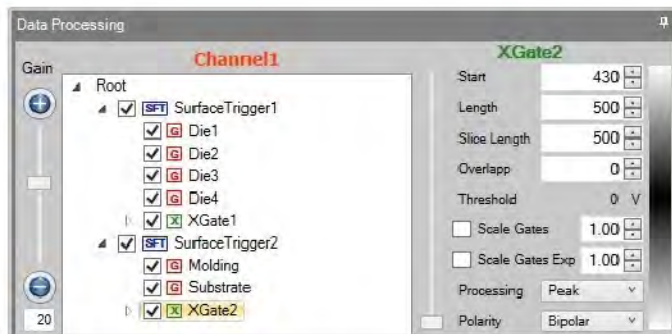 Data Processing
Gain
20
Channel1
Root
SFT SurfaceTrigger1
G Die1
G Die2
G Die3
G Die4
X XGate1
SFT SurfaceTrigger2
G Molding
G Substrate
X XGate2
XGate2
Start 430
Length 500
Slice Length 500
Overlapp 0
Threshold 0 V
Scale Gates 1.00
Scale Gates Exp 1.00
Processing Peak
Polarity Bipolar